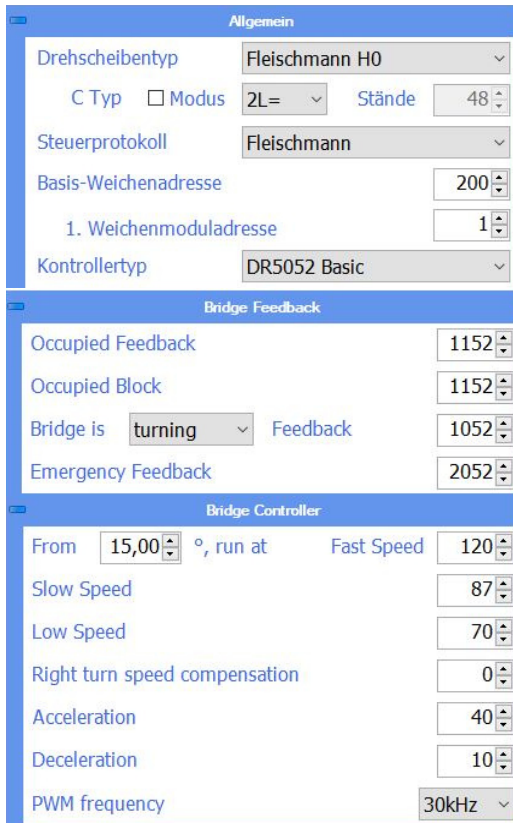 Allgemein
Drehscheibentyp Fleischmann H0
C Typ Modus 2L= Stände 48
Steuerprotokoll Fleischmann
Basis-Weichenadresse 200
1. Weichenmoduladresse 1
Kontrollertyp DR5052 Basic
Bridge Feedback
Occupied Feedback 1152
Occupied Block 1152
Bridge is turning Feedback 1052
Emergency Feedback 2052
Bridge Controller
From 15,00 °, run at Fast Speed 120
Slow Speed 87
Low Speed 70
Right turn speed compensation 0
Acceleration 40
Deceleration 10
PWM frequency 30kHz